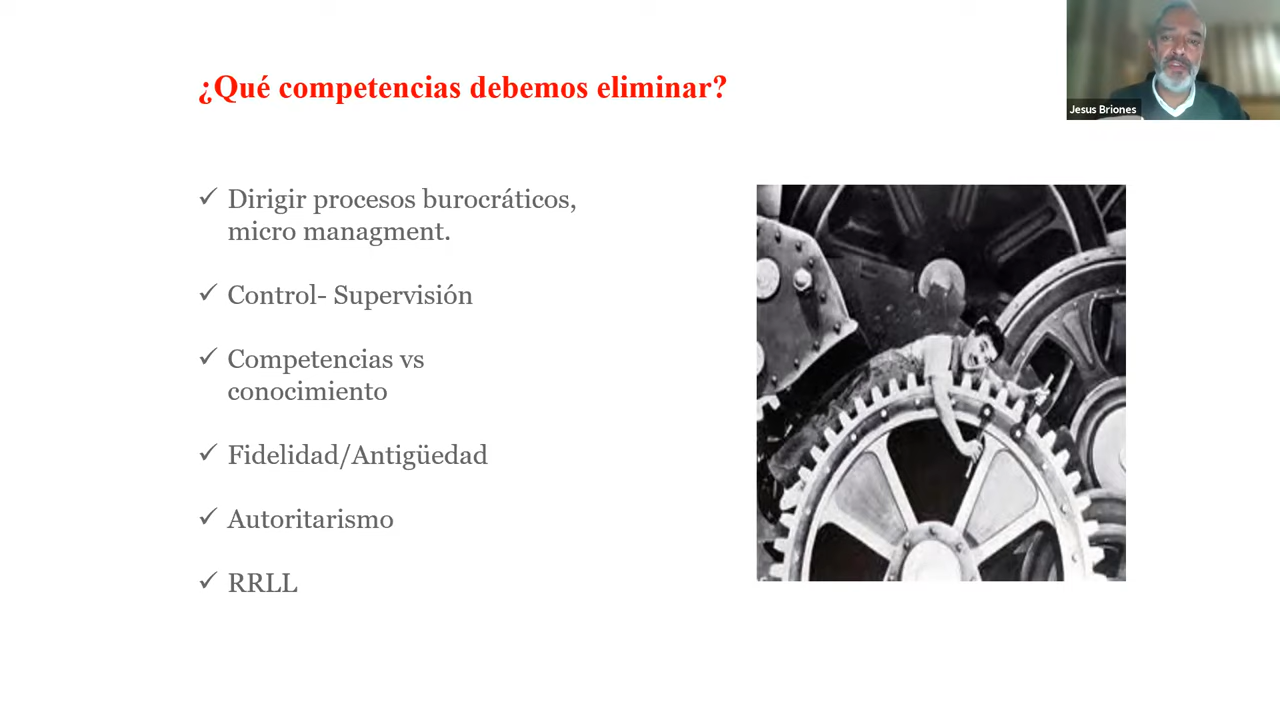 ¿Qué competencias debemos eliminar?
Jesus Briones
✓ Dirigir procesos burocráticos,
micro managment.
✓ Control- Supervisión
✓ Competencias vs
conocimiento
✓ Fidelidad/Antigüedad
✓ Autoritarismo
✓ RRLL